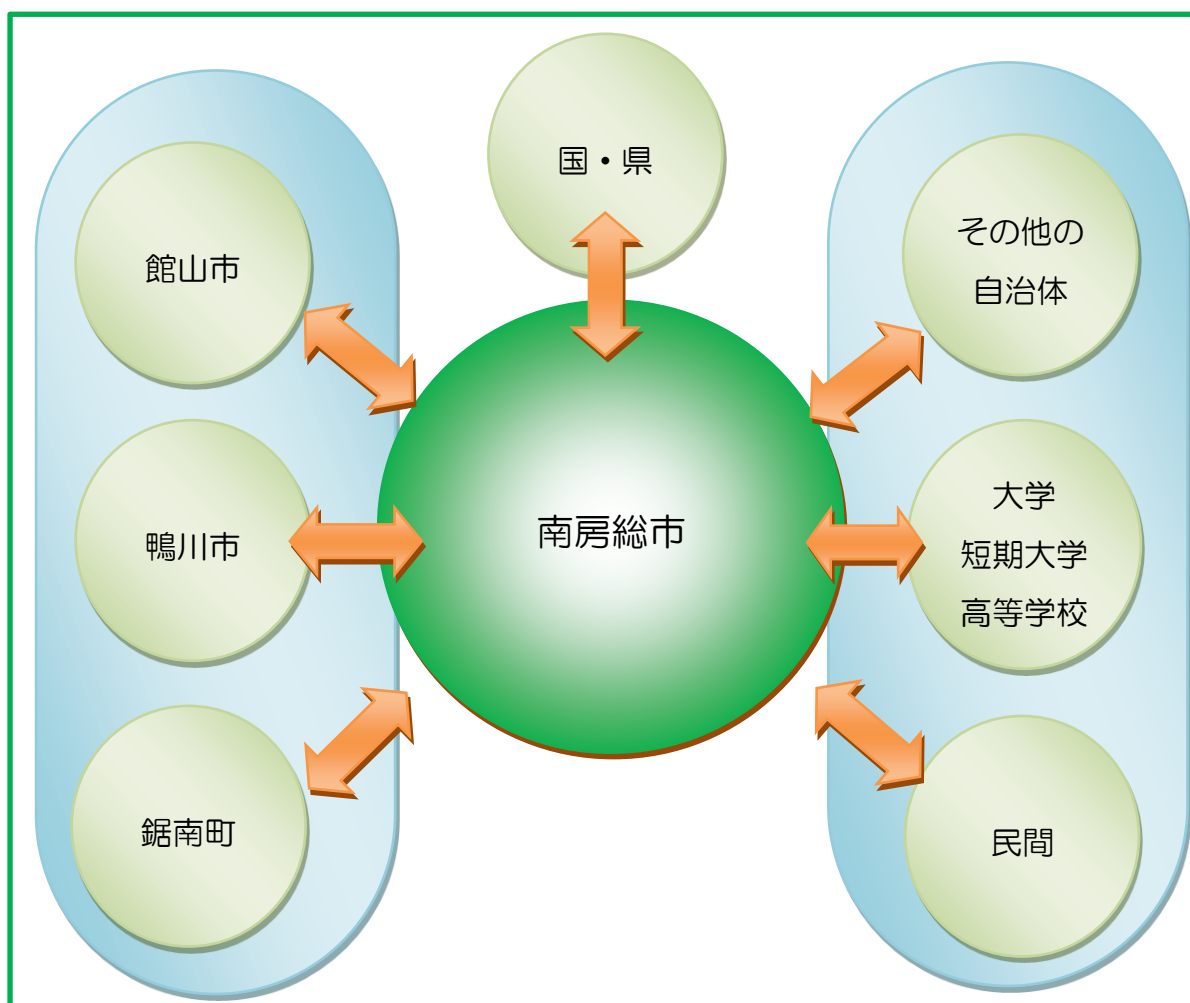 国・県
館山市
鴨川市
鋸南町
南房総市
その他の
自治体
大学
短期大学
高等学校
民間